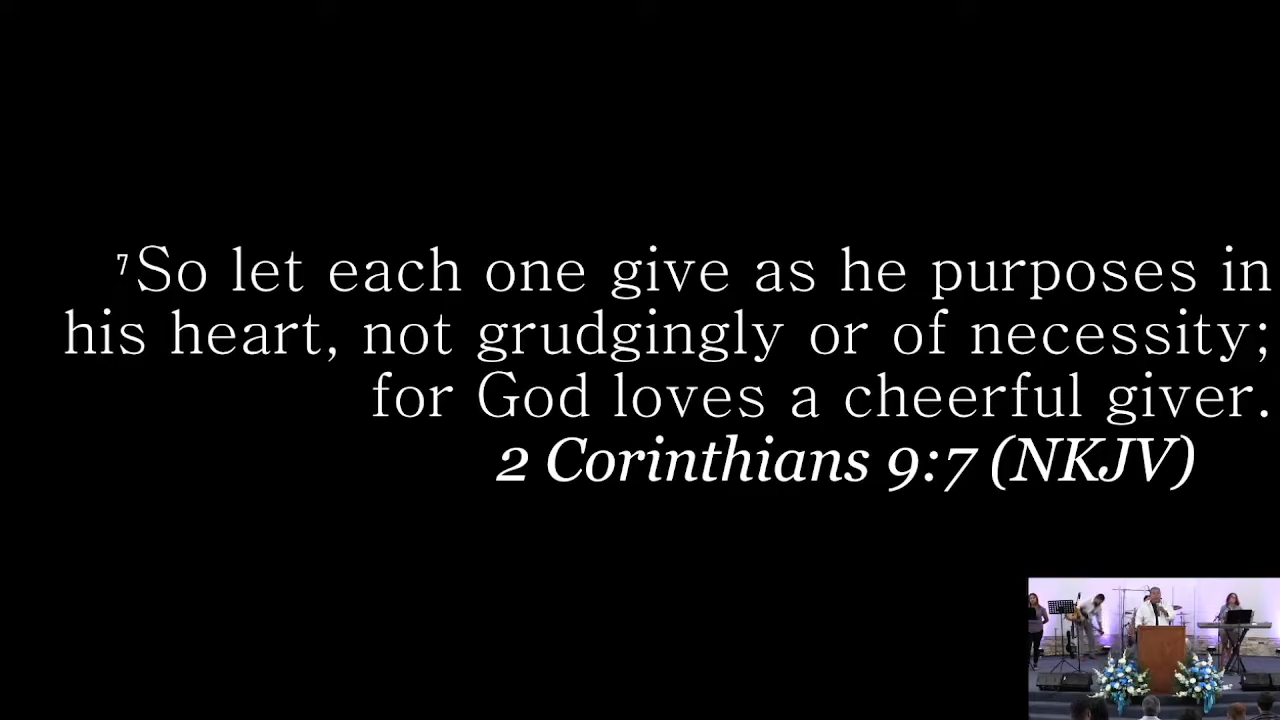 ⁷So let each one give as he purposes in
his heart, not grudgingly or of necessity;
for God loves a cheerful giver.
2 Corinthians 9:7 (NKJV)